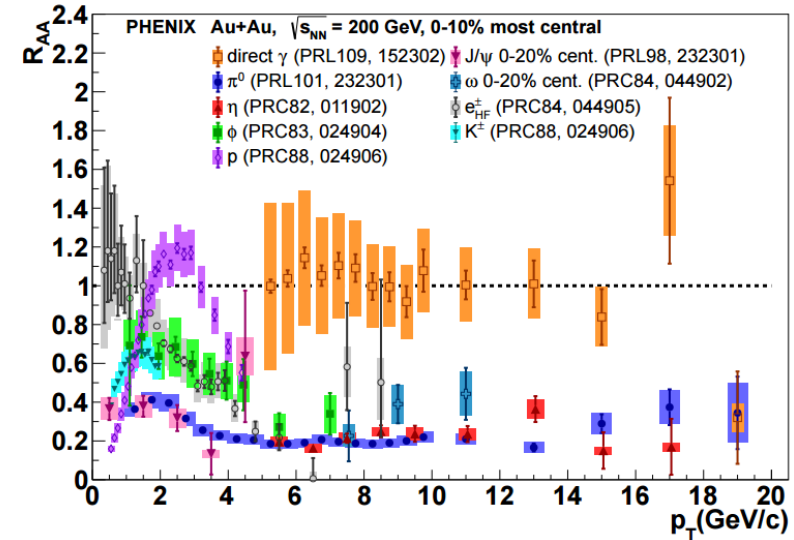 PHENIX Au+Au, √s_NN = 200 GeV, 0-10% most central
direct γ (PRL109, 152302)
π⁰ (PRL101, 232301)
η (PRC82, 011902)
ϕ (PRC83, 024904)
p (PRC88, 024906)
J/ψ 0-20% cent. (PRL98, 232301)
ω 0-20% cent. (PRC84, 044902)
e±HF (PRC84, 044905)
K± (PRC88, 024906)
R_AA
2.4
2.2
2
1.8
1.6
1.4
1.2
1
0.8
0.6
0.4
0.2
0
0 2 4 6 8 10 12 14 16 18 20
p_T(GeV/c)